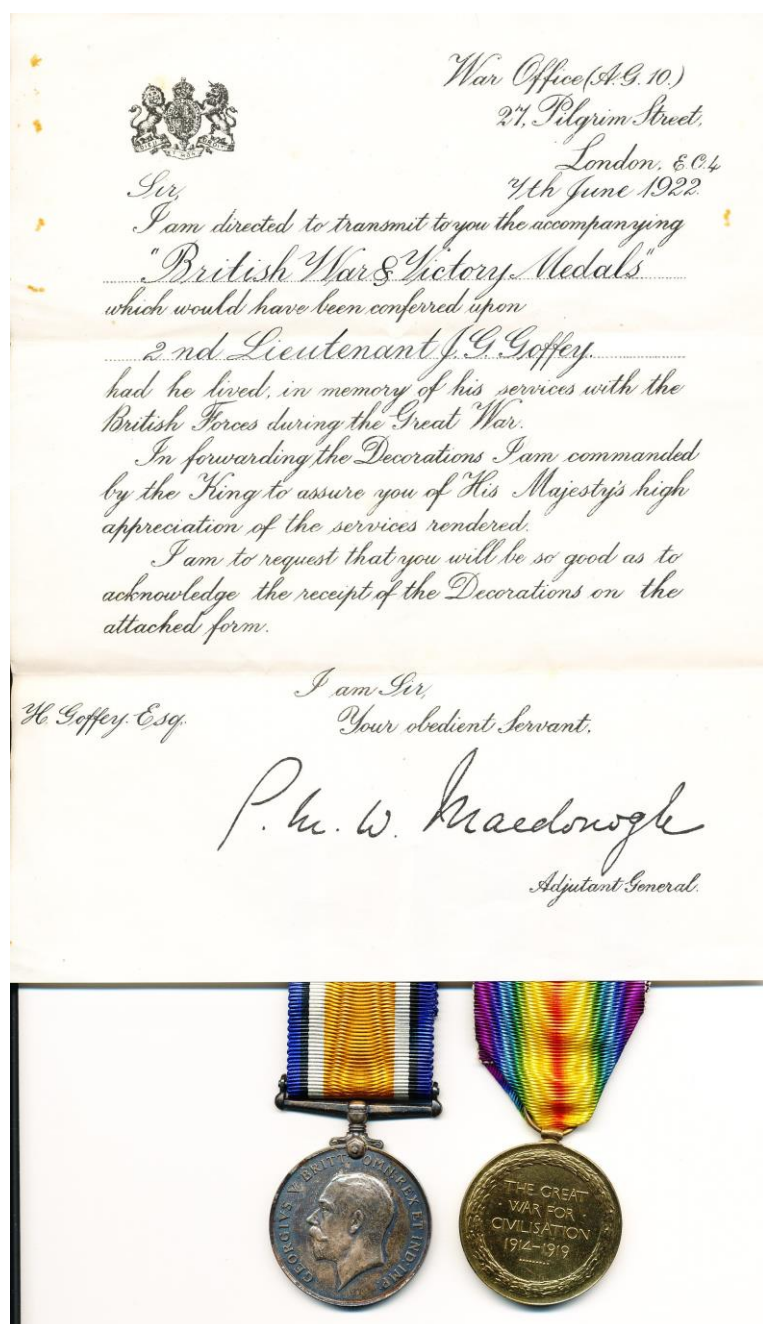 War Office (A.G. 10.)
27, Pilgrim Street,
London, E.C.4
7th June 1922.
Sir,
I am directed to transmit to you the accompanying
"British War & Victory Medals"
which would have been conferred upon
2nd Lieutenant J. G. Goffey.
had he lived, in memory of his services with the
British Forces during the Great War.
In forwarding the Decorations I am commanded
by the King to assure you of His Majesty's high
appreciation of the services rendered.
I am to request that you will be so good as to
acknowledge the receipt of the Decorations on the
attached form.
I am Sir,
Your obedient Servant,
H. Goffey. Esq.
G. M. W. Macdonogh
Adjutant General.
GEORGIVS V BRITT: OMN: REX ET IND: IMP:
THE GREAT
WAR FOR
CIVILISATION
1914-1919